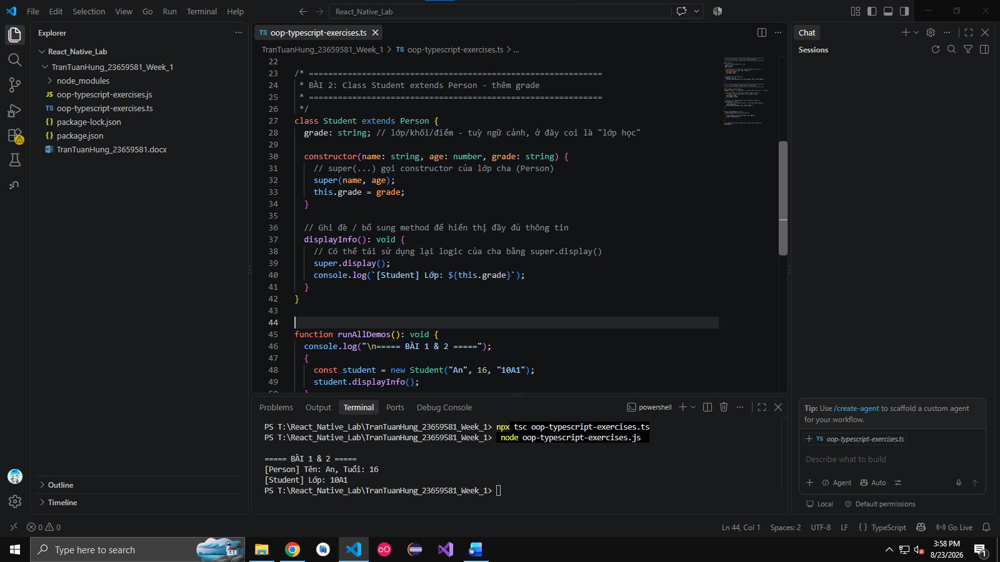 File Edit Selection View Go Run Terminal Help
React_Native_Lab
Explorer
React_Native_Lab
TranTuanHung_23659581_Week_1
node_modules
JS oop-typescript-exercises.js
TS oop-typescript-exercises.ts
{} package-lock.json
{} package.json
TranTuanHung_23659581.docx
Outline
Timeline
TS oop-typescript-exercises.ts
TranTuanHung_23659581_Week_1 > TS oop-typescript-exercises.ts > ...
22
23 /* =============================================================
24 * BÀI 2: Class Student extends Person - thêm grade
25 * =============================================================
26 */
27 class Student extends Person {
28 grade: string; // lớp/khối/điểm - tuỳ ngữ cảnh, ở đây coi là "lớp học"
29
30 constructor(name: string, age: number, grade: string) {
31 // super(...) gọi constructor của lớp cha (Person)
32 super(name, age);
33 this.grade = grade;
34 }
35
36 // Ghi đè / bổ sung method để hiển thị đầy đủ thông tin
37 displayInfo(): void {
38 // Có thể tái sử dụng lại logic của cha bằng super.display()
39 super.display();
40 console.log(`[Student] Lớp: ${this.grade}`);
41 }
42 }
43
44
45 function runAllDemos(): void {
46 console.log("\n===== BÀI 1 & 2 =====");
47 {
48 const student = new Student("An", 16, "10A1");
49 student.displayInfo();
50 }
Problems Output Terminal Ports Debug Console
powershell
PS T:\React_Native_Lab\TranTuanHung_23659581_Week_1> npx tsc oop-typescript-exercises.ts
PS T:\React_Native_Lab\TranTuanHung_23659581_Week_1> node oop-typescript-exercises.js
===== BÀI 1 & 2 =====
[Person] Tên: An, Tuổi: 16
[Student] Lớp: 10A1
PS T:\React_Native_Lab\TranTuanHung_23659581_Week_1>
Chat
Sessions
Tip: Use /create-agent to scaffold a custom agent
for your workflow.
TS oop-typescript-exercises.ts
Describe what to build
Agent Auto
Local Default permissions
0 0
Ln 44, Col 1 Spaces: 2 UTF-8 LF {} TypeScript Go Live
Type here to search
3:58 PM
8/23/2026
1